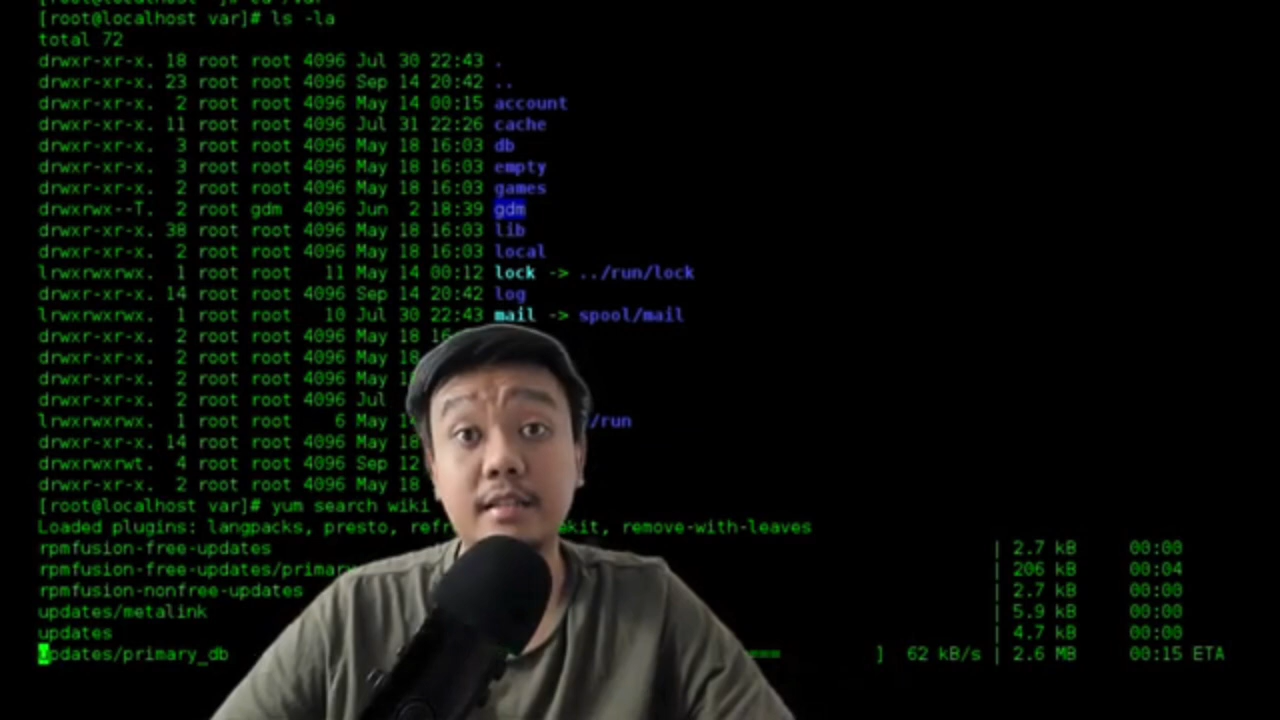 [root@localhost var]# ls -la
total 72
drwxr-xr-x. 18 root root 4096 Jul 30 22:43 .
drwxr-xr-x. 23 root root 4096 Sep 14 20:42 ..
drwxr-xr-x. 2 root root 4096 May 14 00:15 account
drwxr-xr-x. 11 root root 4096 Jul 31 22:26 cache
drwxr-xr-x. 3 root root 4096 May 18 16:03 db
drwxr-xr-x. 3 root root 4096 May 18 16:03 empty
drwxr-xr-x. 2 root root 4096 May 18 16:03 games
drwxrwx--T. 2 root gdm 4096 Jun 2 18:39 gdm
drwxr-xr-x. 38 root root 4096 May 18 16:03 lib
drwxr-xr-x. 2 root root 4096 May 18 16:03 local
lrwxrwxrwx. 1 root root 11 May 14 00:12 lock -> ../run/lock
drwxr-xr-x. 14 root root 4096 Sep 14 20:42 log
lrwxrwxrwx. 1 root root 10 Jul 30 22:43 mail -> spool/mail
drwxr-xr-x. 2 root root 4096 May 18
drwxr-xr-x. 2 root root 4096 May 18
drwxr-xr-x. 2 root root 4096 May
drwxr-xr-x. 2 root root 4096 Jul
lrwxrwxrwx. 1 root root 6 May /run
drwxr-xr-x. 14 root root 4096 May 18
drwxrwxrwt. 4 root root 4096 Sep 12
drwxr-xr-x. 2 root root 4096 May 18
[root@localhost var]# yum search wiki
Loaded plugins: langpacks, presto, remove-with-leaves
rpmfusion-free-updates | 2.7 kB 00:00
rpmfusion-free-updates/primary | 206 kB 00:04
rpmfusion-nonfree-updates | 2.7 kB 00:00
updates/metalink | 5.9 kB 00:00
updates | 4.7 kB 00:00
updates/primary_db ] 62 kB/s | 2.6 MB 00:15 ETA